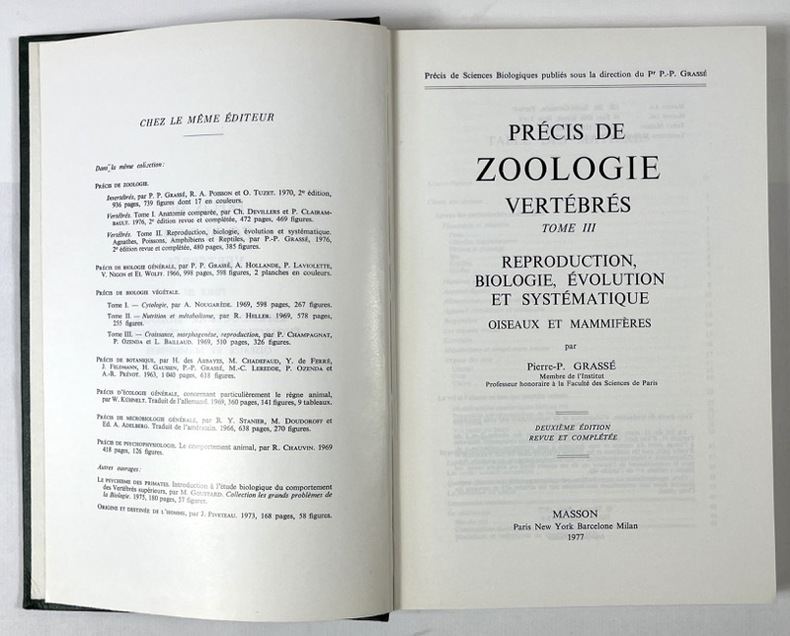 CHEZ LE MÊME ÉDITEUR
Dans la même collection :
PRÉCIS DE ZOOLOGIE.
Invertébrés, par P. P. GRASSÉ, R. A. POISSON et O. TUZET. 1970, 2e édition,
936 pages, 739 figures dont 17 en couleurs.
Vertébrés. Tome I. Anatomie comparée, par Ch. DEVILLERS et P. CLAIRAM-
BAULT. 1976, 2e édition revue et complétée, 472 pages, 469 figures.
Vertébrés. Tome II. Reproduction, biologie, évolution et systématique.
Agnathes, Poissons, Amphibiens et Reptiles, par P.-P. GRASSÉ, 1976,
2e édition revue et complétée, 480 pages, 385 figures.
PRÉCIS DE BIOLOGIE GÉNÉRALE, par P. P. GRASSÉ, A. HOLLANDE, P. LAVIOLETTE,
V. NIGON et Et. WOLFF. 1966, 998 pages, 598 figures, 2 planches en couleurs.
PRÉCIS DE BIOLOGIE VÉGÉTALE.
Tome I. — Cytologie, par A. NOUGARÈDE. 1969, 598 pages, 267 figures.
Tome II. — Nutrition et métabolisme, par R. HELLER. 1969, 578 pages,
255 figures.
Tome III. — Croissance, morphogenèse, reproduction, par P. CHAMPAGNAT,
P. OZENDA et L. BAILLAUD. 1969, 510 pages, 326 figures.
PRÉCIS DE BOTANIQUE, par H. des ABBAYES, M. CHADEFAUD, Y. de FERRÉ,
J. FELDMANN, H. GAUSSEN, P.-P. GRASSÉ, M.-C. LEREDDE, P. OZENDA et
A.-R. PRÉVOT. 1963, 1 040 pages, 618 figures.
PRÉCIS D'ÉCOLOGIE GÉNÉRALE, concernant particulièrement le règne animal,
par W. KÜHNELT. Traduit de l'allemand. 1969, 360 pages, 341 figures, 9 tableaux.
PRÉCIS DE MICROBIOLOGIE GÉNÉRALE, par R. Y. STANIER, M. DOUDOROFF et
Ed. A. ADELBERG. Traduit de l'américain. 1966, 638 pages, 270 figures.
PRÉCIS DE PSYCHOPHYSIOLOGIE. Le comportement animal, par R. CHAUVIN. 1969
418 pages, 126 figures.
Autres ouvrages :
LE PSYCHISME DES PRIMATES. Introduction à l'étude biologique du comportement
des Vertébrés supérieurs, par M. GOUSTARD. Collection les grands problèmes de
la Biologie. 1975, 180 pages, 57 figures.
ORIGINE ET DESTINÉE DE L'HOMME, par J. PIVETEAU. 1973, 168 pages, 58 figures.
Précis de Sciences Biologiques publiés sous la direction du Pr P.-P. GRASSÉ
PRÉCIS DE
ZOOLOGIE
VERTÉBRÉS
TOME III
REPRODUCTION,
BIOLOGIE, ÉVOLUTION
ET SYSTÉMATIQUE
OISEAUX ET MAMMIFÈRES
par
Pierre-P. GRASSÉ
Membre de l'Institut
Professeur honoraire à la Faculté des Sciences de Paris
DEUXIÈME ÉDITION
REVUE ET COMPLÉTÉE
MASSON
Paris New York Barcelone Milan
1977